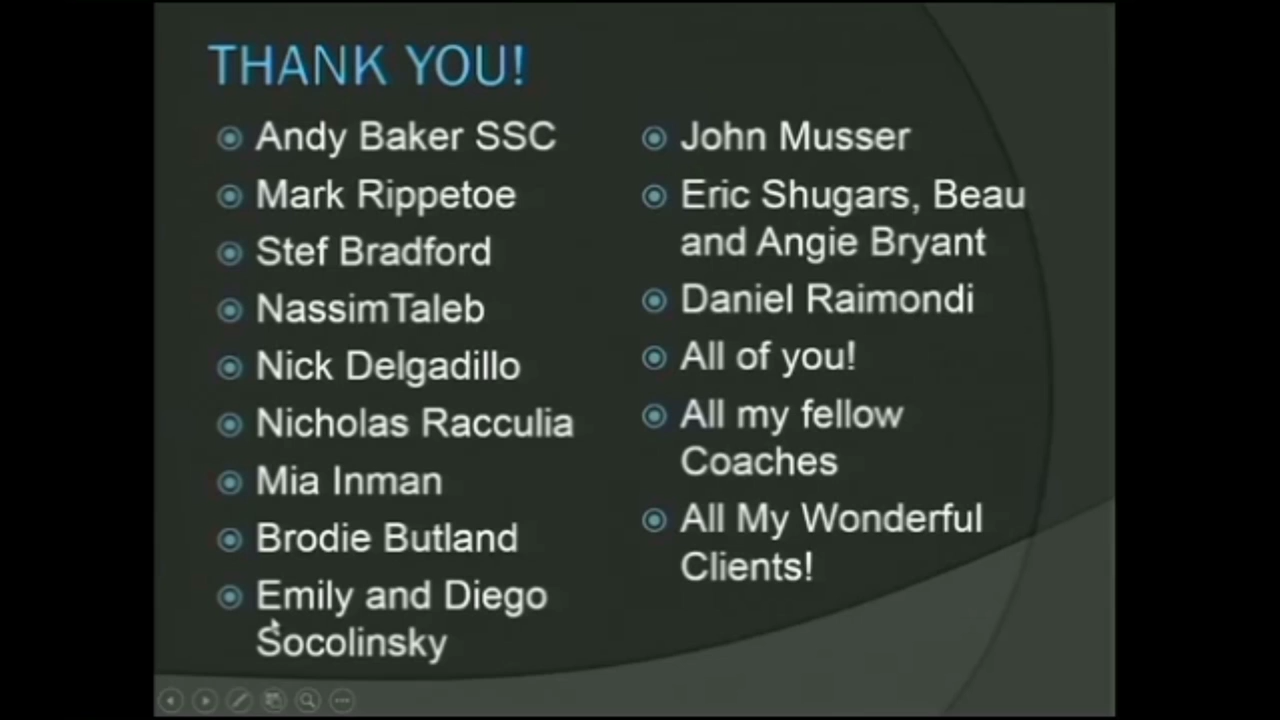 THANK YOU!
Andy Baker SSC
Mark Rippetoe
Stef Bradford
NassimTaleb
Nick Delgadillo
Nicholas Racculia
Mia Inman
Brodie Butland
Emily and Diego
Socolinsky
John Musser
Eric Shugars, Beau
and Angie Bryant
Daniel Raimondi
All of you!
All my fellow
Coaches
All My Wonderful
Clients!